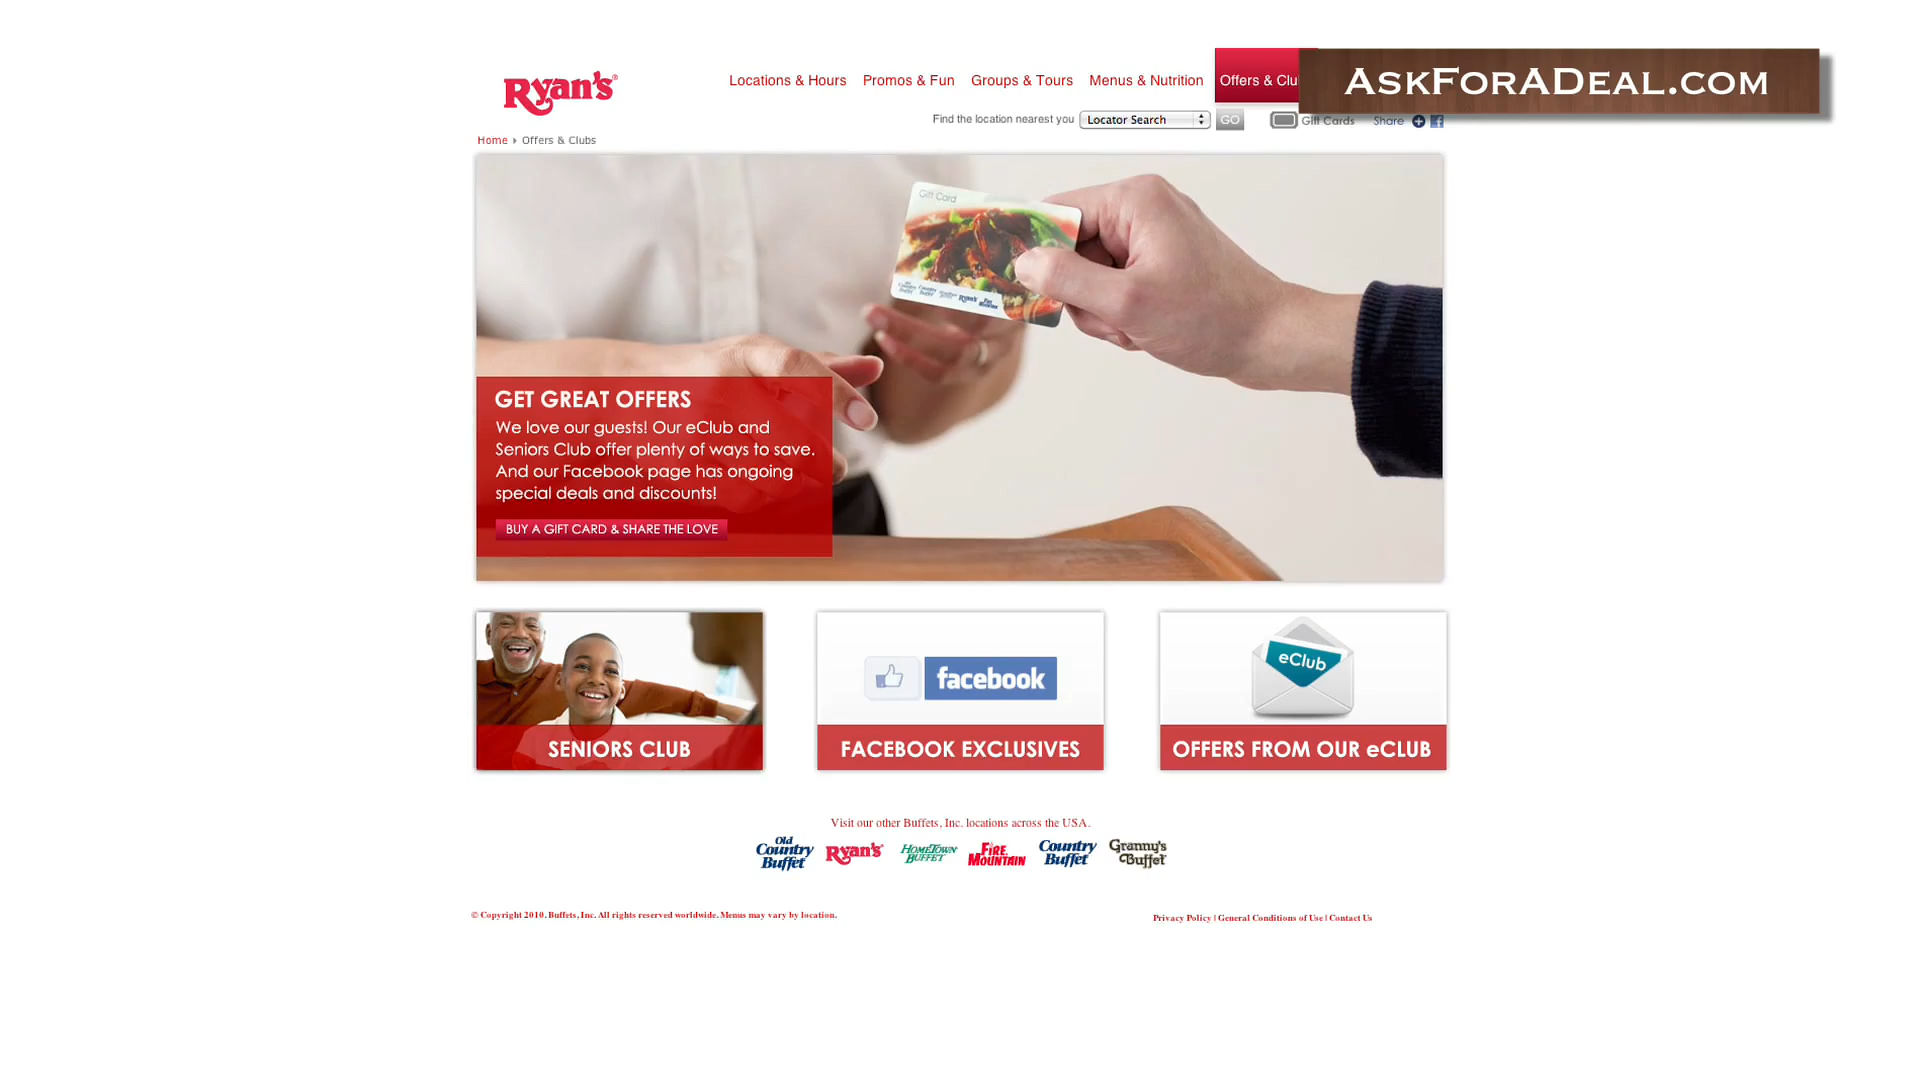 Ryan's
Locations & Hours
Promos & Fun
Groups & Tours
Menus & Nutrition
Offers & Clu
AskForADeal.com
Find the location nearest you
Locator Search
GO
Gift Cards
Share
Home
Offers & Clubs
Gift Card
Ryan's
GET GREAT OFFERS
We love our guests! Our eClub and
Seniors Club offer plenty of ways to save.
And our Facebook page has ongoing
special deals and discounts!
BUY A GIFT CARD & SHARE THE LOVE
facebook
eClub
SENIORS CLUB
FACEBOOK EXCLUSIVES
OFFERS FROM OUR eCLUB
Visit our other Buffets, Inc. locations across the USA.
Old Country Buffet
Ryan's
HomeTown Buffet
Fire Mountain
Country Buffet
Granny's Buffet
© Copyright 2010. Buffets, Inc. All rights reserved worldwide. Menus may vary by location.
Privacy Policy | General Conditions of Use | Contact Us